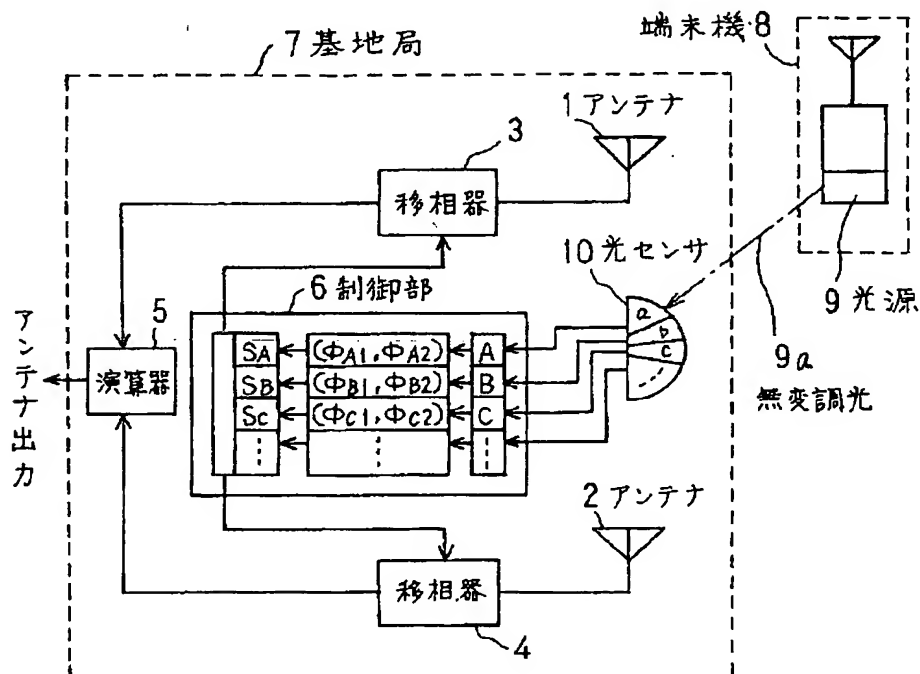 7 基地局
端末機 8
1 アンテナ
3
移相器
10 光センサ
a
b
c
9 光源
9a
無変調光
6 制御部
5
演算器
アンテナ出力
SA (ΦA1, ΦA2) A
SB (ΦB1, ΦB2) B
SC (ΦC1, ΦC2) C
2 アンテナ
移相器
4